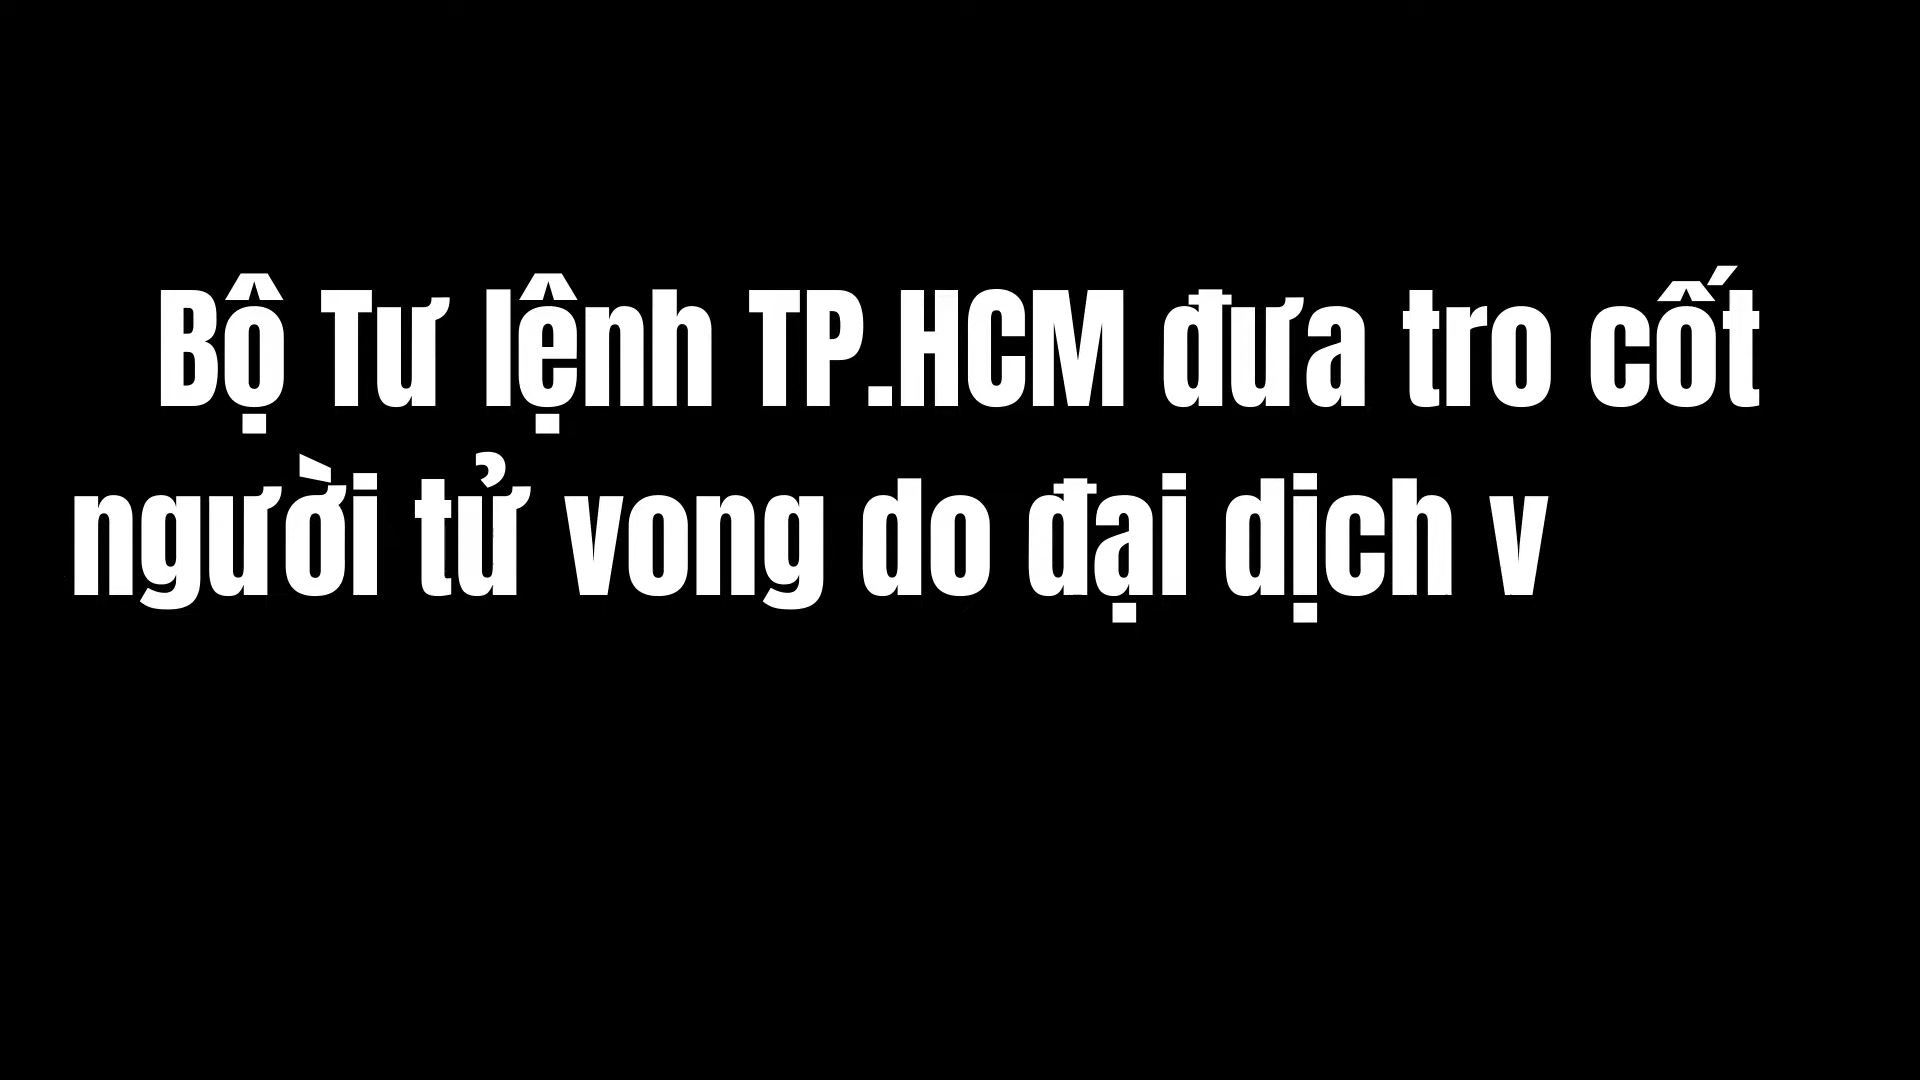 Bộ Tư lệnh TP.HCM đưa tro cốt
người tử vong do đại dịch v